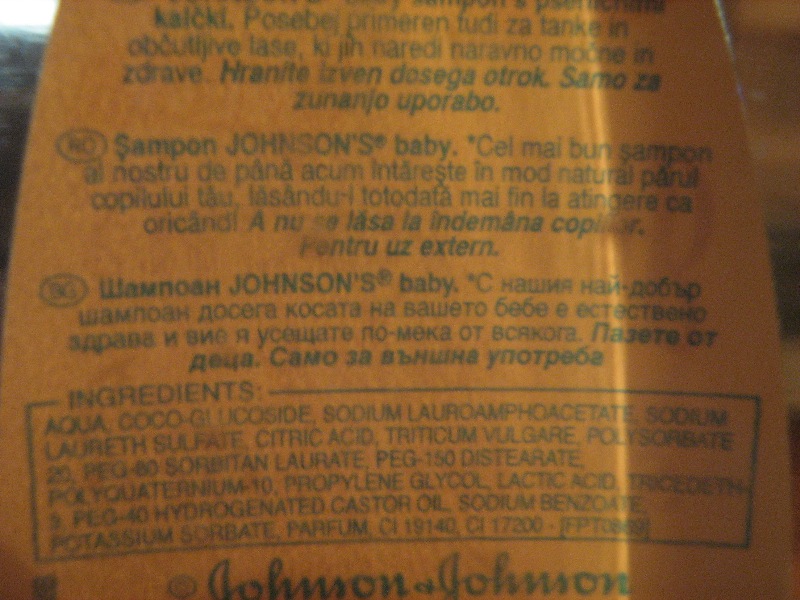 baby šampon s pšeničnimi
kalčki. Posebej primeren tudi za tanke in
občutljive lase, ki jih naredi naravno močne in
zdrave. Hranite izven dosega otrok. Samo za
zunanjo uporabo.
RO Şampon JOHNSON'S® baby. *Cel mai bun şampon
al nostru de până acum întăreşte în mod natural părul
copilului tău, lăsându-l totodată mai fin la atingere ca
oricând! A nu se lăsa la îndemâna copiilor.
Pentru uz extern.
BG Шампоан JOHNSON'S® baby. *С нашия най-добър
шампоан досега косата на вашето бебе е естествено
здрава и вие я усещате по-мека от всякога. Пазете от
деца. Само за външна употреба
INGREDIENTS:
AQUA, COCO-GLUCOSIDE, SODIUM LAUROAMPHOACETATE, SODIUM
LAURETH SULFATE, CITRIC ACID, TRITICUM VULGARE, POLYSORBATE
20, PEG-80 SORBITAN LAURATE, PEG-150 DISTEARATE,
POLYQUATERNIUM-10, PROPYLENE GLYCOL, LACTIC ACID, TRICEDETH-
9, PEG-40 HYDROGENATED CASTOR OIL, SODIUM BENZOATE,
POTASSIUM SORBATE, PARFUM, CI 19140, CI 17200 -
Johnson & Johnson